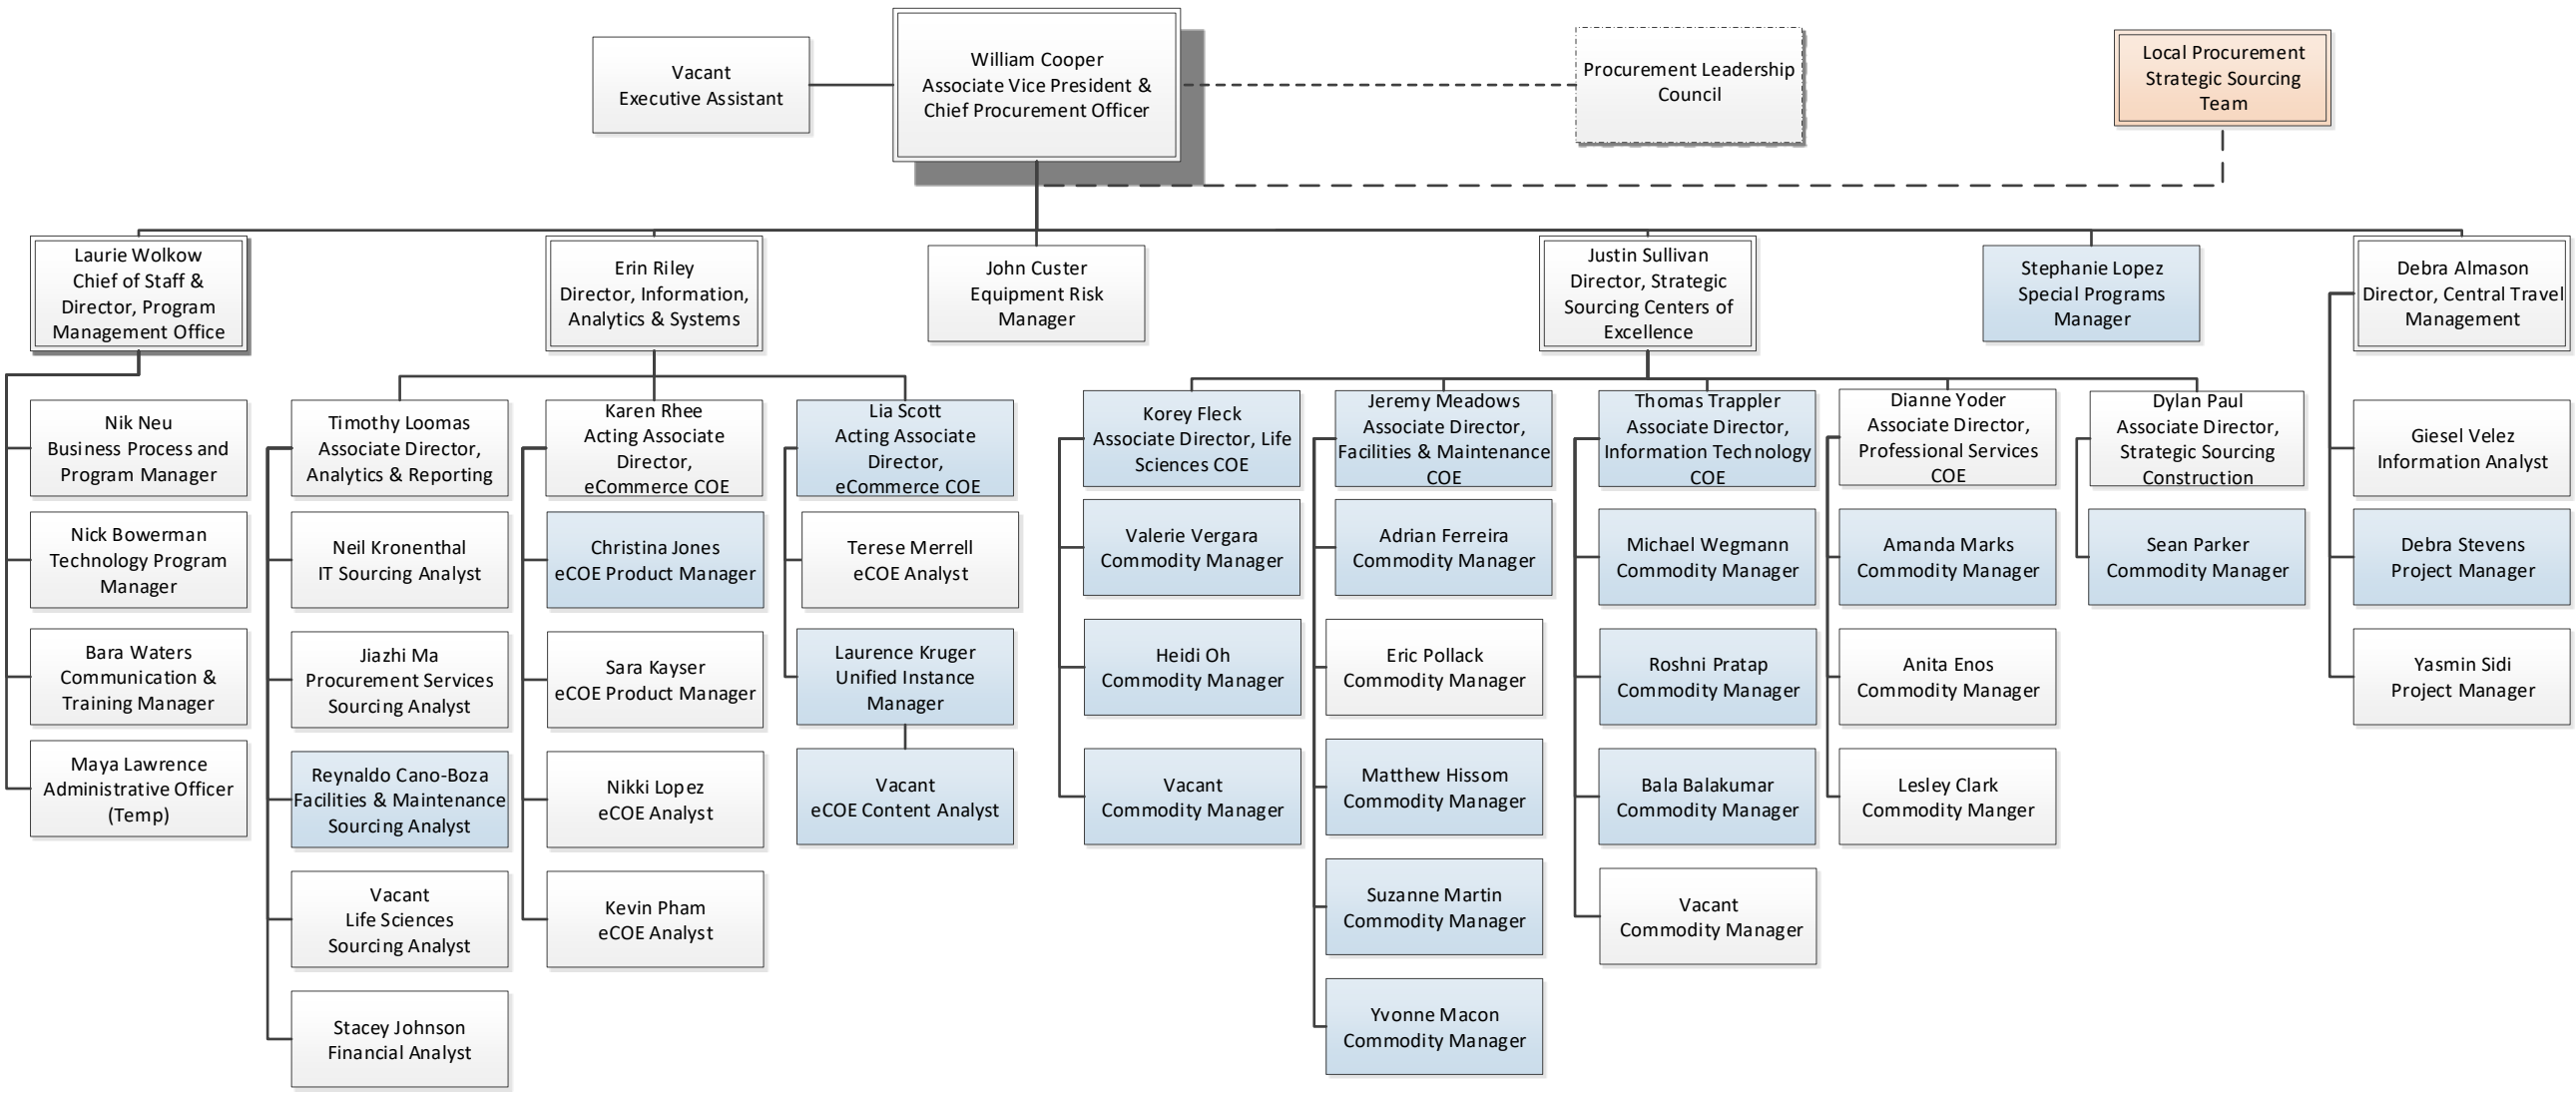 Vacant
Executive Assistant
William Cooper
Associate Vice President &
Chief Procurement Officer
Procurement Leadership
Council
Local Procurement
Strategic Sourcing
Team
Laurie Wolkow
Chief of Staff &
Director, Program
Management Office
Erin Riley
Director, Information,
Analytics & Systems
John Custer
Equipment Risk
Manager
Justin Sullivan
Director, Strategic
Sourcing Centers of
Excellence
Stephanie Lopez
Special Programs
Manager
Debra Almason
Director, Central Travel
Management
Nik Neu
Business Process and
Program Manager
Nick Bowerman
Technology Program
Manager
Bara Waters
Communication &
Training Manager
Maya Lawrence
Administrative Officer
(Temp)
Timothy Loomas
Associate Director,
Analytics & Reporting
Neil Kronenthal
IT Sourcing Analyst
Jiazhi Ma
Procurement Services
Sourcing Analyst
Reynaldo Cano-Boza
Facilities & Maintenance
Sourcing Analyst
Vacant
Life Sciences
Sourcing Analyst
Stacey Johnson
Financial Analyst
Karen Rhee
Acting Associate
Director,
eCommerce COE
Christina Jones
eCOE Product Manager
Sara Kayser
eCOE Product Manager
Nikki Lopez
eCOE Analyst
Kevin Pham
eCOE Analyst
Lia Scott
Acting Associate
Director,
eCommerce COE
Terese Merrell
eCOE Analyst
Laurence Kruger
Unified Instance
Manager
Vacant
eCOE Content Analyst
Korey Fleck
Associate Director, Life
Sciences COE
Valerie Vergara
Commodity Manager
Heidi Oh
Commodity Manager
Vacant
Commodity Manager
Jeremy Meadows
Associate Director,
Facilities & Maintenance
COE
Adrian Ferreira
Commodity Manager
Eric Pollack
Commodity Manager
Matthew Hissom
Commodity Manager
Suzanne Martin
Commodity Manager
Yvonne Macon
Commodity Manager
Thomas Trappler
Associate Director,
Information Technology
COE
Michael Wegmann
Commodity Manager
Roshni Pratap
Commodity Manager
Bala Balakumar
Commodity Manager
Vacant
Commodity Manager
Dianne Yoder
Associate Director,
Professional Services
COE
Amanda Marks
Commodity Manager
Anita Enos
Commodity Manager
Lesley Clark
Commodity Manger
Dylan Paul
Associate Director,
Strategic Sourcing
Construction
Sean Parker
Commodity Manager
Giesel Velez
Information Analyst
Debra Stevens
Project Manager
Yasmin Sidi
Project Manager